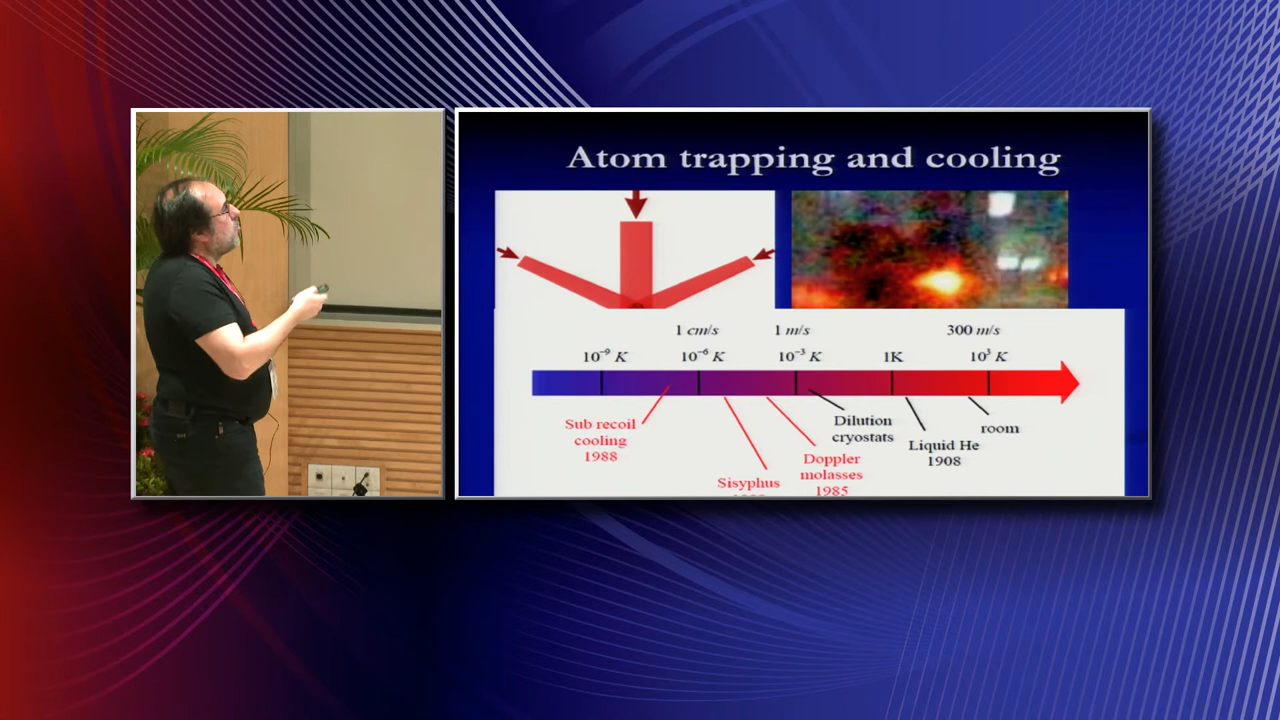 Atom trapping and cooling
1 cm/s 1 m/s 300 m/s
10⁻⁹ K 10⁻⁶ K 10⁻³ K 1K 10³ K
Sub recoil
cooling
1988
Sisyphus
Doppler
molasses
1985
Dilution
cryostats
Liquid He
1908
room